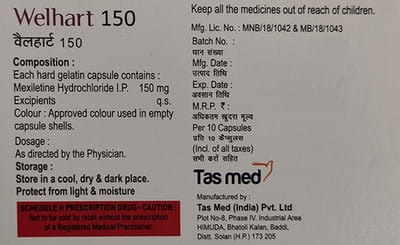 Welhart 150
वैलहार्ट 150
Composition :
Each hard gelatin capsule contains :
Mexiletine Hydrochloride I.P. 150 mg
Excipients q.s.
Colour : Approved colour used in empty
capsule shells.
Dosage :
As directed by the Physician.
Storage :
Store in a cool, dry & dark place.
Protect from light & moisture
SCHEDULE H PRESCRIPTION DRUG - CAUTION :
Not to be sold by retail without the prescription
of a Registered Medical Practitioner.
Keep all the medicines out of reach of children.
Mfg. Lic. No. : MNB/18/1042 & MB/18/1043
Batch No. :
धान संख्या
Mfg. Date :
उत्पाद तिथि
Exp. Date :
अवसान तिथि
M.R.P. ₹ :
अधिकतम खुदरा मूल्य
Per 10 Capsules
प्रति 10 कैप्सुलस
(Incl. of all taxes)
सभी करों सहित
Tas med
Manufactured by :
Tas Med (India) Pvt. Ltd
Plot No-8, Phase IV. Industrial Area
HIMUDA, Bhatoli Kalan, Baddi,
Distt. Solan (H.P.) 173 205